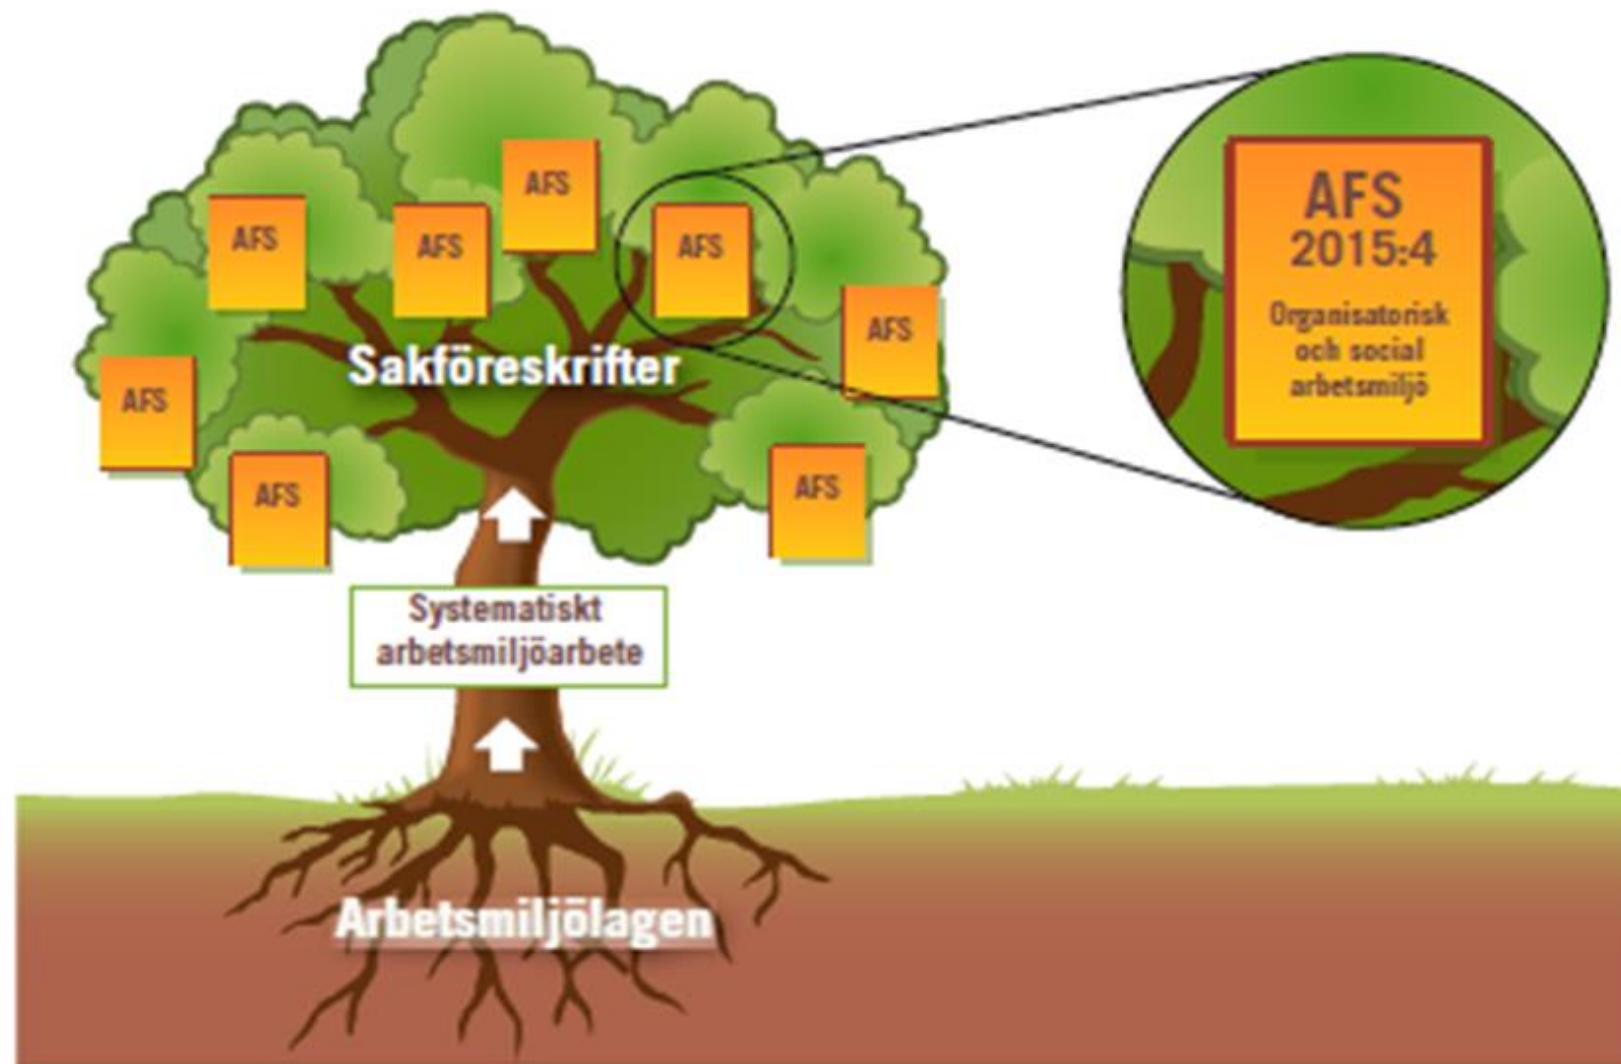 AFS
AFS
AFS
AFS
AFS
AFS
AFS
AFS
Sakföreskrifter
Systematiskt
arbetsmiljöarbete
Arbetsmiljölagen
AFS
2015:4
Organisatorisk
och social
arbetsmiljö